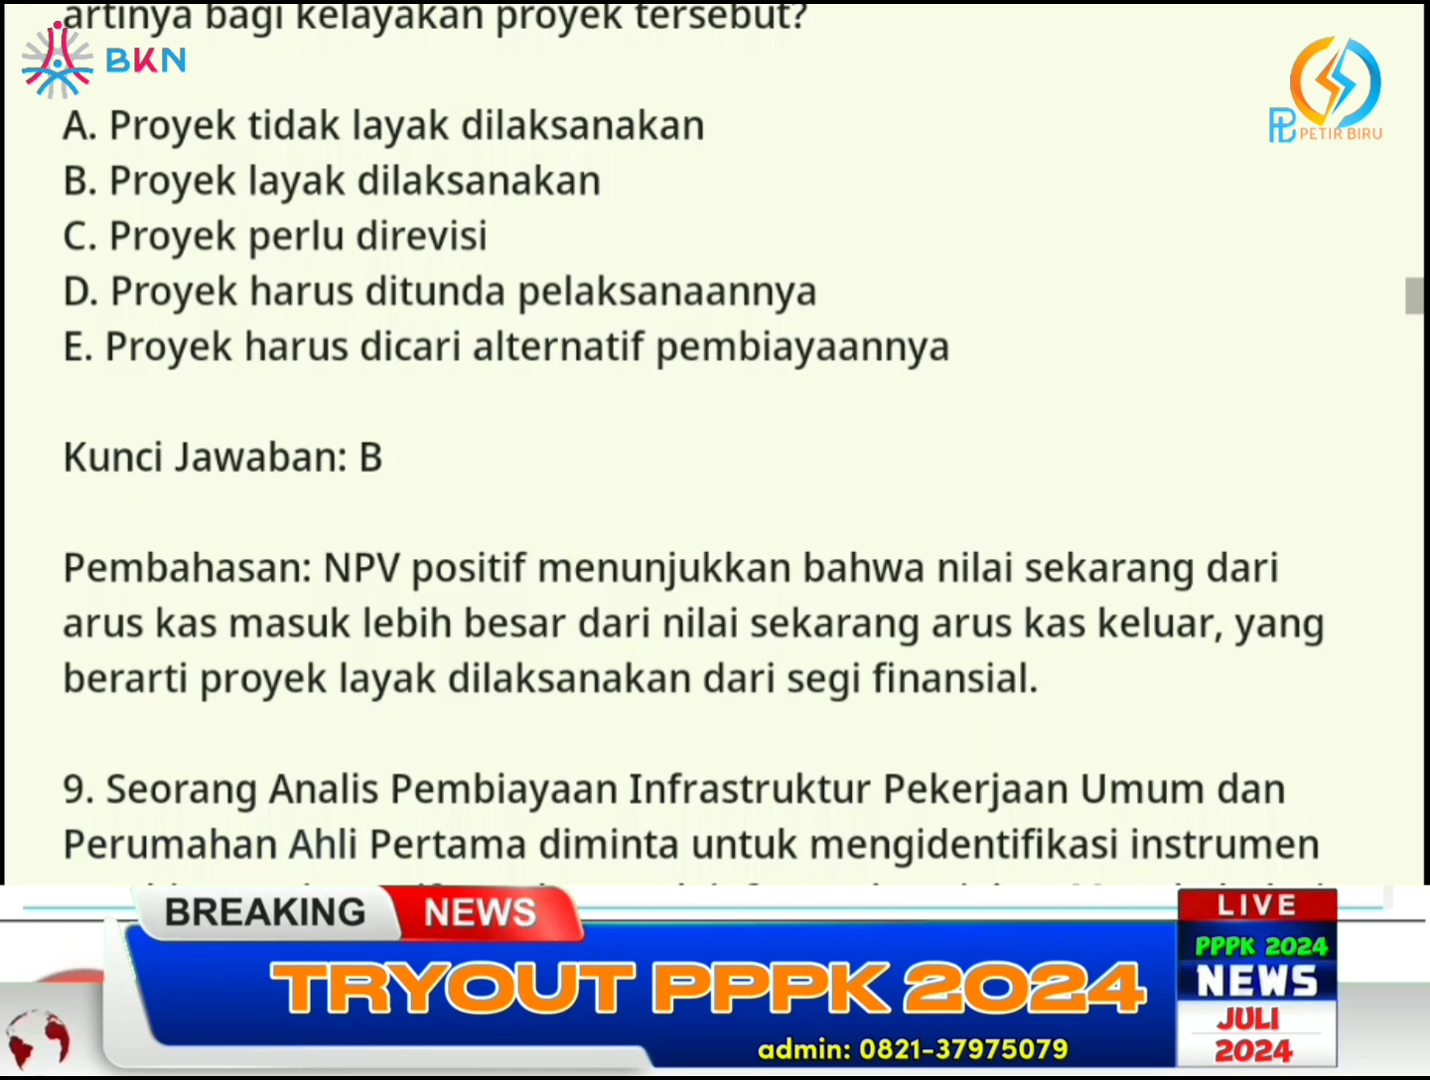 artinya bagi kelayakan proyek tersebut?
BKN
PETIR BIRU
A. Proyek tidak layak dilaksanakan
B. Proyek layak dilaksanakan
C. Proyek perlu direvisi
D. Proyek harus ditunda pelaksanaannya
E. Proyek harus dicari alternatif pembiayaannya
Kunci Jawaban: B
Pembahasan: NPV positif menunjukkan bahwa nilai sekarang dari
arus kas masuk lebih besar dari nilai sekarang arus kas keluar, yang
berarti proyek layak dilaksanakan dari segi finansial.
9. Seorang Analis Pembiayaan Infrastruktur Pekerjaan Umum dan
Perumahan Ahli Pertama diminta untuk mengidentifikasi instrumen
BREAKING NEWS
TRYOUT PPPK 2024
admin: 0821-37975079
LIVE
PPPK 2024
NEWS
JULI
2024